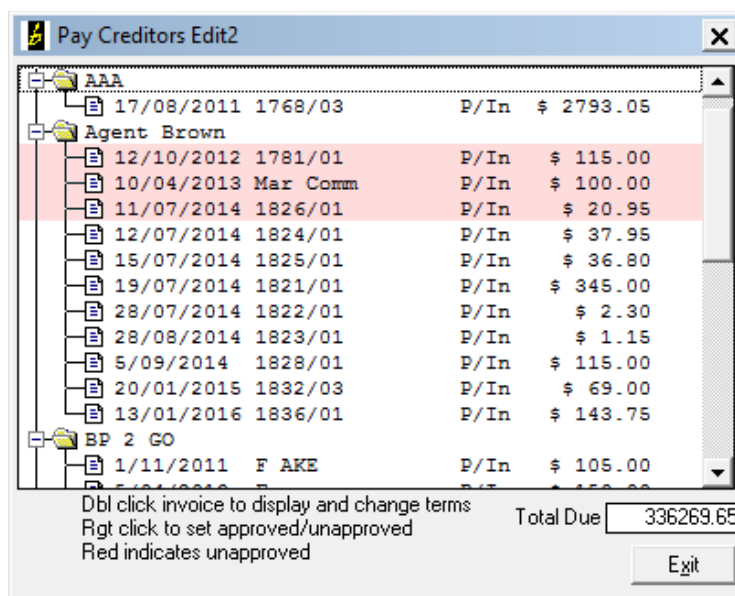 Pay Creditors Edit2
AAA
17/08/2011 1768/03 P/In $ 2793.05
Agent Brown
12/10/2012 1781/01 P/In $ 115.00
10/04/2013 Mar Comm P/In $ 100.00
11/07/2014 1826/01 P/In $ 20.95
12/07/2014 1824/01 P/In $ 37.95
15/07/2014 1825/01 P/In $ 36.80
19/07/2014 1821/01 P/In $ 345.00
28/07/2014 1822/01 P/In $ 2.30
28/08/2014 1823/01 P/In $ 1.15
5/09/2014 1828/01 P/In $ 115.00
20/01/2015 1832/03 P/In $ 69.00
13/01/2016 1836/01 P/In $ 143.75
BP 2 GO
1/11/2011 F AKE P/In $ 105.00
Dbl click invoice to display and change terms
Rgt click to set approved/unapproved
Red indicates unapproved
Total Due 336269.65
Exit